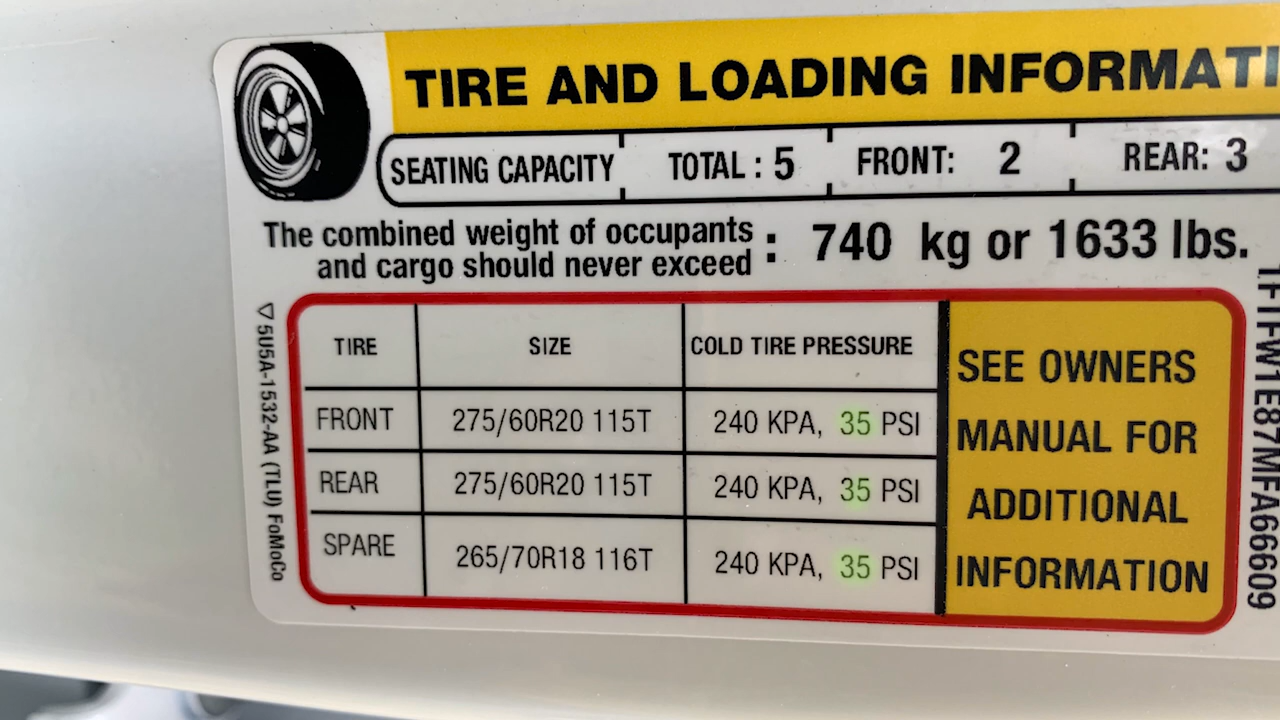 TIRE AND LOADING INFORMATI
SEATING CAPACITY TOTAL : 5 FRONT: 2 REAR: 3
The combined weight of occupants
and cargo should never exceed : 740 kg or 1633 lbs.
TIRE SIZE COLD TIRE PRESSURE
FRONT 275/60R20 115T 240 KPA, 35 PSI
REAR 275/60R20 115T 240 KPA, 35 PSI
SPARE 265/70R18 116T 240 KPA, 35 PSI
SEE OWNERS
MANUAL FOR
ADDITIONAL
INFORMATION
▽ 5U5A-1532-AA (TLU) FoMoCo
1FTFW1E87MFA66609